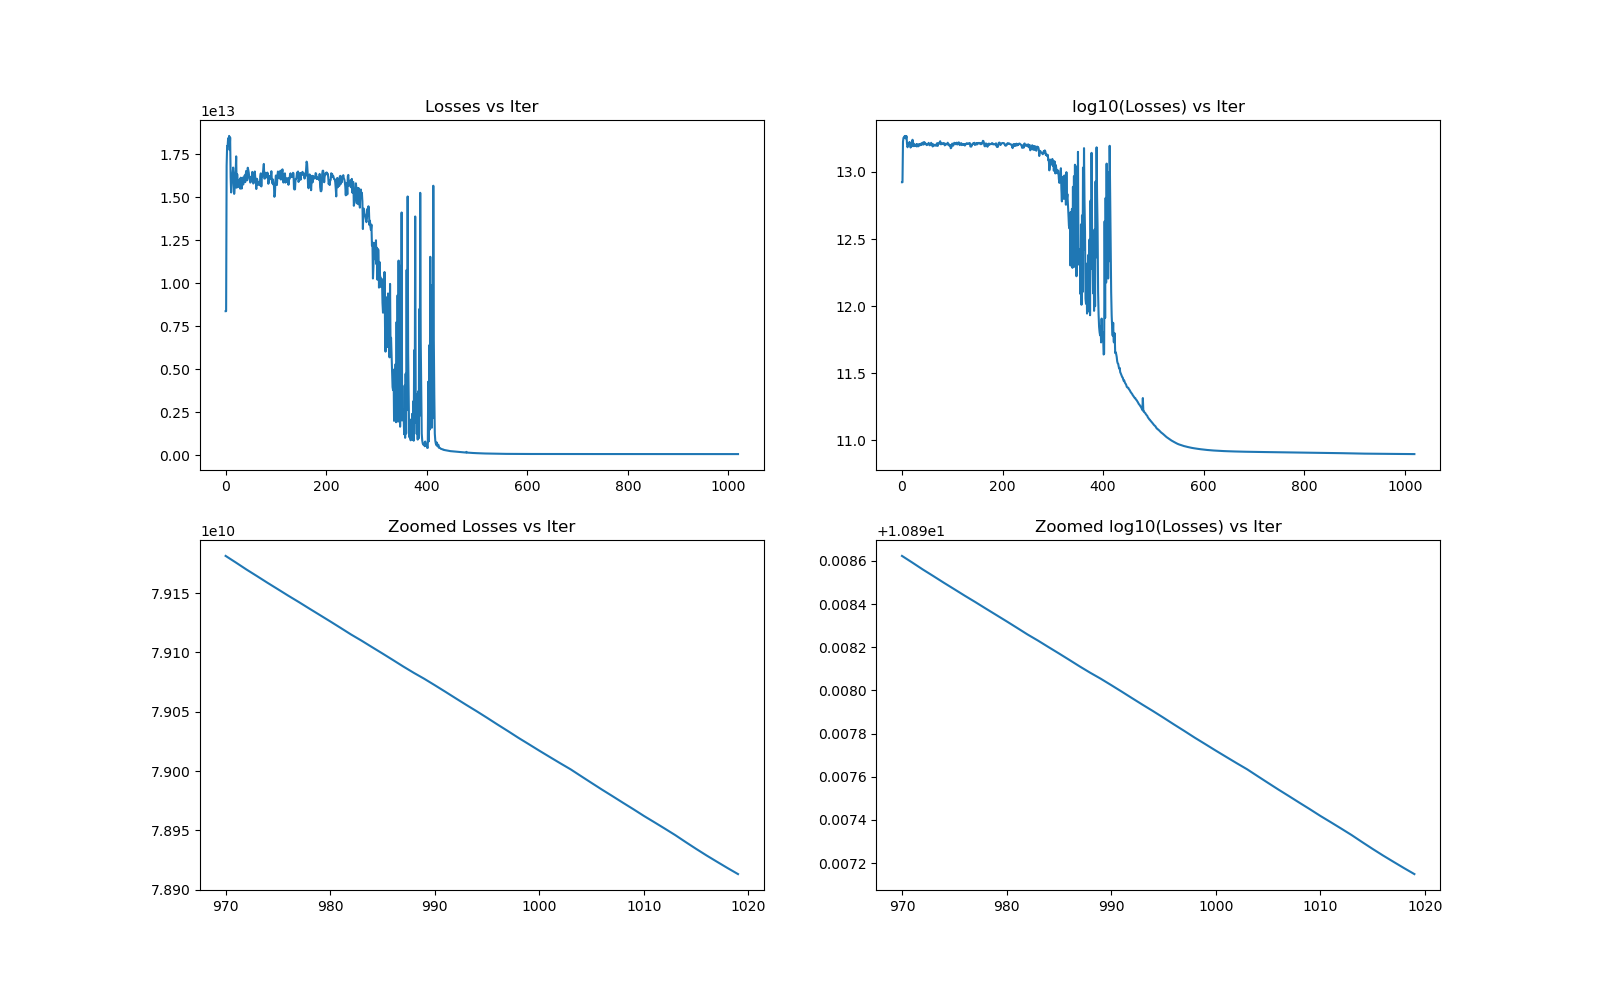 Losses vs Iter
1e13
1.75
1.50
1.25
1.00
0.75
0.50
0.25
0.00
0 200 400 600 800 1000
log10(Losses) vs Iter
13.0
12.5
12.0
11.5
11.0
0 200 400 600 800 1000
Zoomed Losses vs Iter
1e10
7.915
7.910
7.905
7.900
7.895
7.890
970 980 990 1000 1010 1020
Zoomed log10(Losses) vs Iter
+1.089e1
0.0086
0.0084
0.0082
0.0080
0.0078
0.0076
0.0074
0.0072
970 980 990 1000 1010 1020